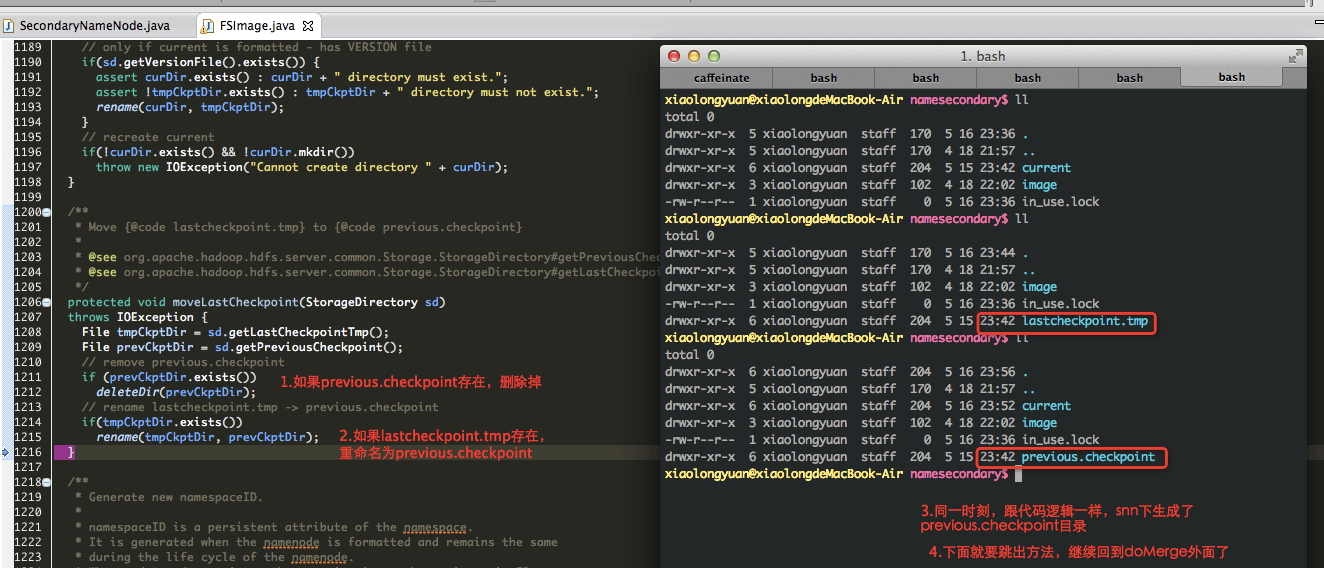 SecondaryNameNode.java
FSImage.java
1189 // only if current is formatted - has VERSION file
1190 if(sd.getVersionFile().exists()) {
1191 assert curDir.exists() : curDir + " directory must exist.";
1192 assert !tmpCkptDir.exists() : tmpCkptDir + " directory must not exist.";
1193 rename(curDir, tmpCkptDir);
1194 }
1195 // recreate current
1196 if(!curDir.exists() && !curDir.mkdir())
1197 throw new IOException("Cannot create directory " + curDir);
1198 }
1199
1200 /**
1201 * Move {@code lastcheckpoint.tmp} to {@code previous.checkpoint}
1202 *
1203 * @see org.apache.hadoop.hdfs.server.common.Storage.StorageDirectory#getPreviousChec
1204 * @see org.apache.hadoop.hdfs.server.common.Storage.StorageDirectory#getLastCheckpoin
1205 */
1206 protected void moveLastCheckpoint(StorageDirectory sd)
1207 throws IOException {
1208 File tmpCkptDir = sd.getLastCheckpointTmp();
1209 File prevCkptDir = sd.getPreviousCheckpoint();
1210 // remove previous.checkpoint
1211 if (prevCkptDir.exists())
1.如果previous.checkpoint存在，删除掉
1212 deleteDir(prevCkptDir);
1213 // rename lastcheckpoint.tmp -> previous.checkpoint
1214 if(tmpCkptDir.exists())
1215 rename(tmpCkptDir, prevCkptDir);
2.如果lastcheckpoint.tmp存在，
重命名为previous.checkpoint
1216 }
1217
1218 /**
1219 * Generate new namespaceID.
1220 *
1221 * namespaceID is a persistent attribute of the namespace.
1222 * It is generated when the namenode is formatted and remains the same
1223 * during the life cycle of the namenode.
1. bash
caffeinate bash bash bash bash bash
xiaolongyuan@xiaolongdeMacBook-Air namesecondary$ ll
total 0
drwxr-xr-x 5 xiaolongyuan staff 170 5 16 23:36 .
drwxr-xr-x 5 xiaolongyuan staff 170 4 18 21:57 ..
drwxr-xr-x 6 xiaolongyuan staff 204 5 15 23:42 current
drwxr-xr-x 3 xiaolongyuan staff 102 4 18 22:02 image
-rw-r--r-- 1 xiaolongyuan staff 0 5 16 23:36 in_use.lock
xiaolongyuan@xiaolongdeMacBook-Air namesecondary$ ll
total 0
drwxr-xr-x 5 xiaolongyuan staff 170 5 16 23:44 .
drwxr-xr-x 5 xiaolongyuan staff 170 4 18 21:57 ..
drwxr-xr-x 3 xiaolongyuan staff 102 4 18 22:02 image
-rw-r--r-- 1 xiaolongyuan staff 0 5 16 23:36 in_use.lock
drwxr-xr-x 6 xiaolongyuan staff 204 5 15 23:42 lastcheckpoint.tmp
xiaolongyuan@xiaolongdeMacBook-Air namesecondary$ ll
total 0
drwxr-xr-x 6 xiaolongyuan staff 204 5 16 23:56 .
drwxr-xr-x 5 xiaolongyuan staff 170 4 18 21:57 ..
drwxr-xr-x 6 xiaolongyuan staff 204 5 16 23:52 current
drwxr-xr-x 3 xiaolongyuan staff 102 4 18 22:02 image
-rw-r--r-- 1 xiaolongyuan staff 0 5 16 23:36 in_use.lock
drwxr-xr-x 6 xiaolongyuan staff 204 5 15 23:42 previous.checkpoint
xiaolongyuan@xiaolongdeMacBook-Air namesecondary$
3.同一时刻，跟代码逻辑一样，snn下生成了
previous.checkpoint目录
4.下面就要跳出方法，继续回到doMerge外面了